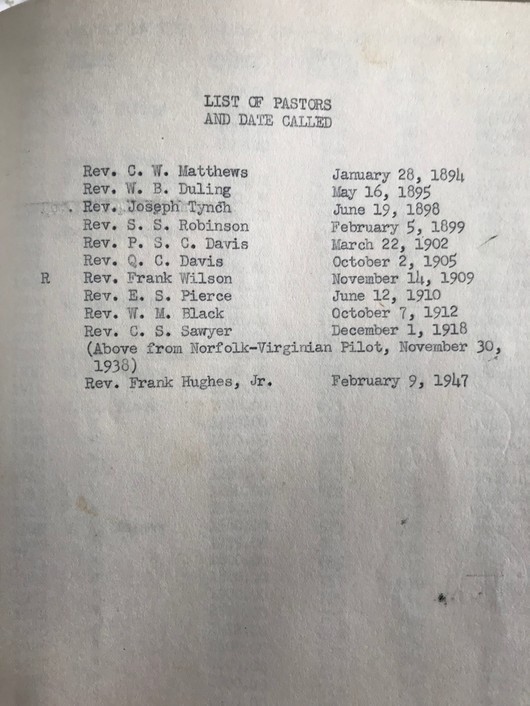 LIST OF PASTORS
AND DATE CALLED
Rev. C. W. Matthews January 28, 1894
Rev. W. B. Duling May 16, 1895
. Rev. Joseph Tynch June 19, 1898
Rev. S. S. Robinson February 5, 1899
Rev. P. S. C. Davis March 22, 1902
Rev. Q. C. Davis October 2, 1905
R Rev. Frank Wilson November 14, 1909
Rev. E. S. Pierce June 12, 1910
Rev. W. M. Black October 7, 1912
Rev. C. S. Sawyer December 1, 1918
(Above from Norfolk-Virginian Pilot, November 30,
1938)
Rev. Frank Hughes, Jr. February 9, 1947